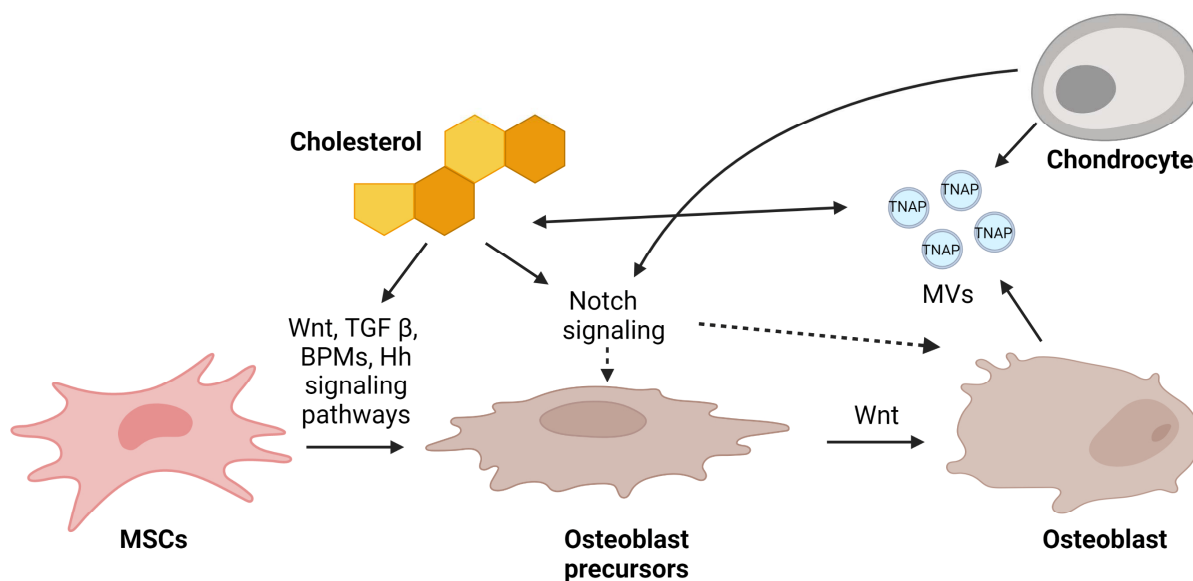 Cholesterol
Chondrocyte
TNAP
TNAP
TNAP
TNAP
MVs
Notch
signaling
Wnt, TGF β,
BPMs, Hh
signaling
pathways
Wnt
MSCs
Osteoblast
precursors
Osteoblast